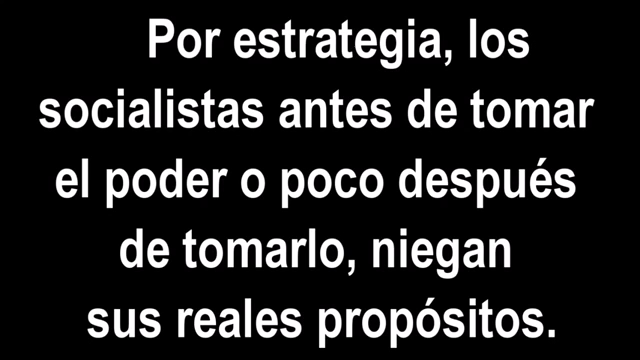 Por estrategia, los
socialistas antes de tomar
el poder o poco después
de tomarlo, niegan
sus reales propósitos.